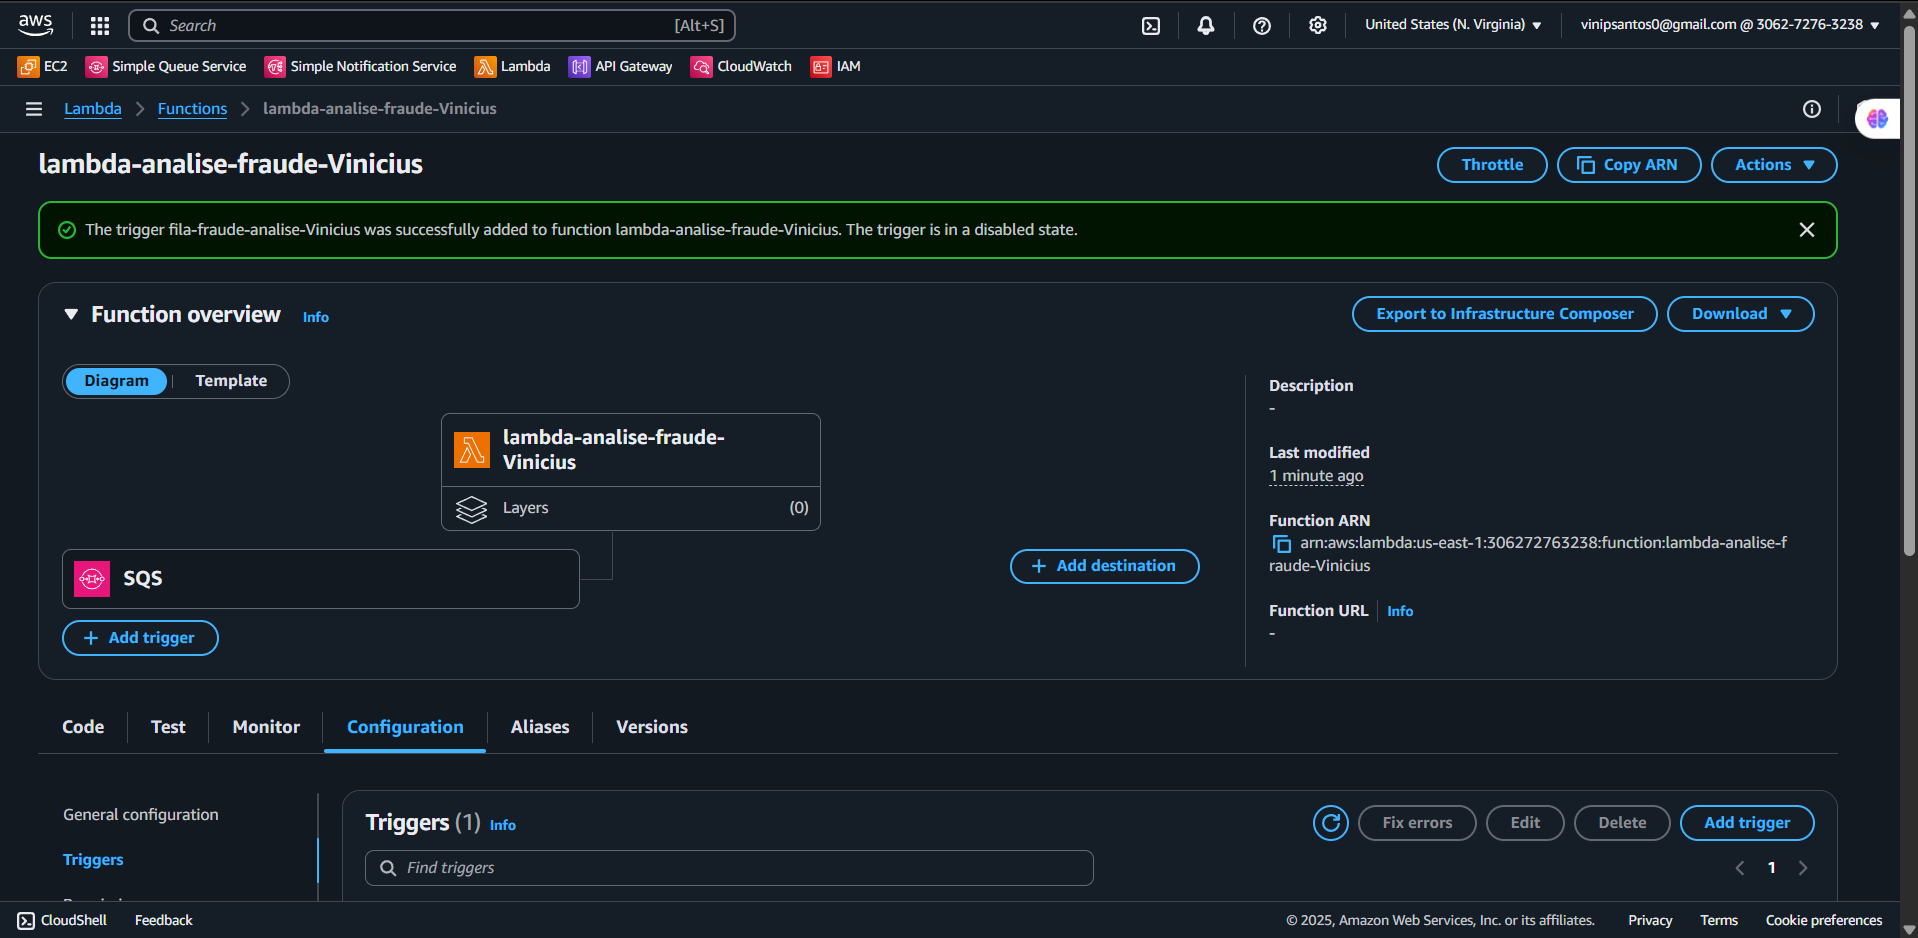 aws
Search [Alt+S] United States (N. Virginia) vinipsantos0@gmail.com @ 3062-7276-3238
EC2 Simple Queue Service Simple Notification Service Lambda API Gateway CloudWatch IAM
Lambda Functions lambda-analise-fraude-Vinicius
lambda-analise-fraude-Vinicius Throttle Copy ARN Actions
The trigger fila-fraude-analise-Vinicius was successfully added to function lambda-analise-fraude-Vinicius. The trigger is in a disabled state.
Function overview Info Export to Infrastructure Composer Download
Diagram Template
lambda-analise-fraude-
Vinicius
Layers (0)
SQS
Add trigger
Add destination
Description
-
Last modified
1 minute ago
Function ARN
arn:aws:lambda:us-east-1:306272763238:function:lambda-analise-f
raude-Vinicius
Function URL Info
-
Code Test Monitor Configuration Aliases Versions
General configuration
Triggers
Triggers (1) Info Fix errors Edit Delete Add trigger
Find triggers 1
CloudShell Feedback © 2025, Amazon Web Services, Inc. or its affiliates. Privacy Terms Cookie preferences